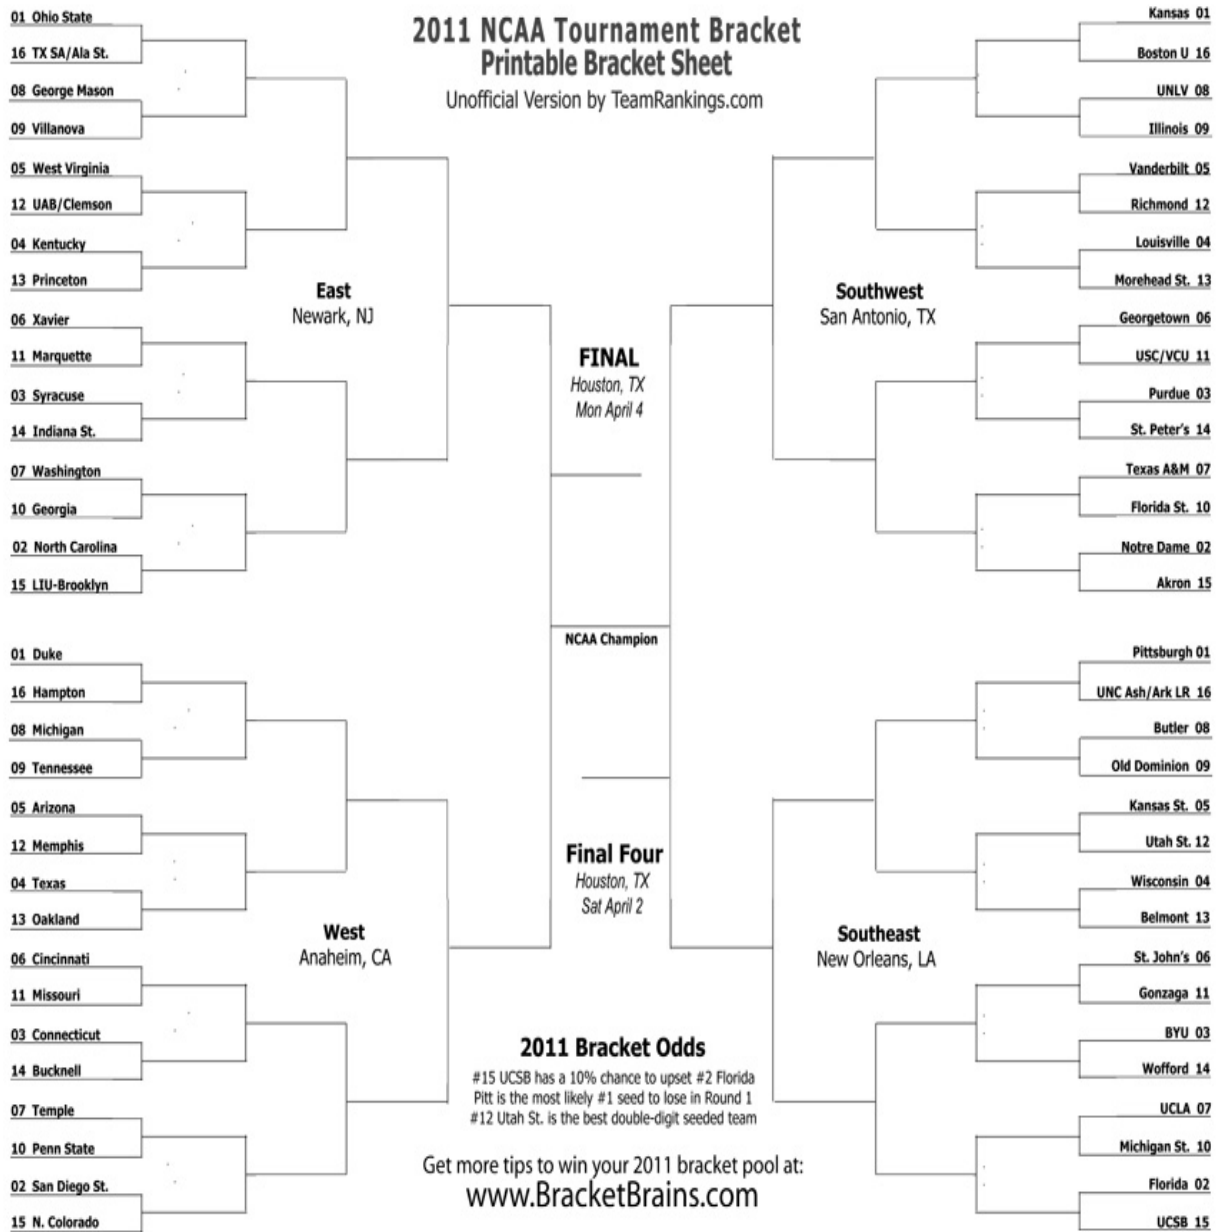 2011 NCAA Tournament Bracket
Printable Bracket Sheet
Unofficial Version by TeamRankings.com
01 Ohio State
16 TX SA/Ala St.
08 George Mason
09 Villanova
05 West Virginia
12 UAB/Clemson
04 Kentucky
13 Princeton
06 Xavier
11 Marquette
03 Syracuse
14 Indiana St.
07 Washington
10 Georgia
02 North Carolina
15 LIU-Brooklyn
East
Newark, NJ
01 Duke
16 Hampton
08 Michigan
09 Tennessee
05 Arizona
12 Memphis
04 Texas
13 Oakland
06 Cincinnati
11 Missouri
03 Connecticut
14 Bucknell
07 Temple
10 Penn State
02 San Diego St.
15 N. Colorado
West
Anaheim, CA
FINAL
Houston, TX
Mon April 4
NCAA Champion
Final Four
Houston, TX
Sat April 2
Kansas 01
Boston U 16
UNLV 08
Illinois 09
Vanderbilt 05
Richmond 12
Louisville 04
Morehead St. 13
Georgetown 06
USC/VCU 11
Purdue 03
St. Peter's 14
Texas A&M 07
Florida St. 10
Notre Dame 02
Akron 15
Southwest
San Antonio, TX
Pittsburgh 01
UNC Ash/Ark LR 16
Butler 08
Old Dominion 09
Kansas St. 05
Utah St. 12
Wisconsin 04
Belmont 13
St. John's 06
Gonzaga 11
BYU 03
Wofford 14
UCLA 07
Michigan St. 10
Florida 02
UCSB 15
Southeast
New Orleans, LA
2011 Bracket Odds
#15 UCSB has a 10% chance to upset #2 Florida
Pitt is the most likely #1 seed to lose in Round 1
#12 Utah St. is the best double-digit seeded team
Get more tips to win your 2011 bracket pool at:
www.BracketBrains.com